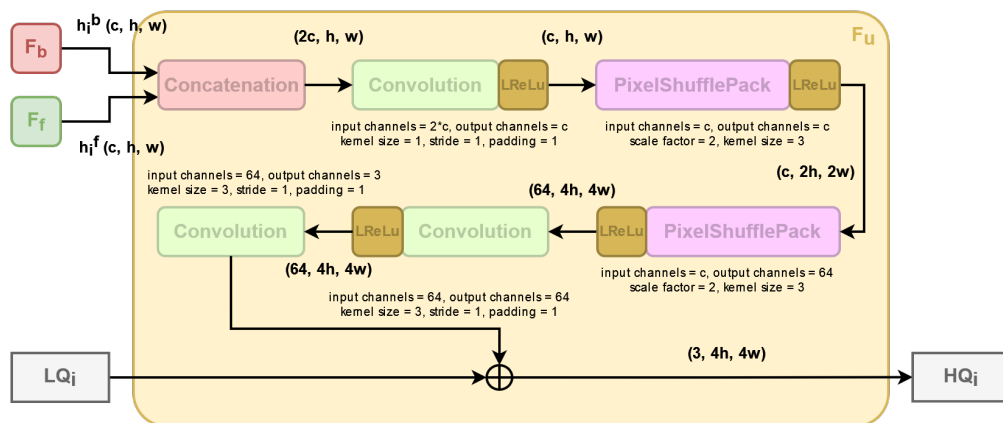 h_i^b (c, h, w)
(2c, h, w)
(c, h, w)
F_u
F_b
Concatenation
Convolution
LReLu
PixelShufflePack
LReLu
F_f
h_i^f (c, h, w)
input channels = 2*c, output channels = c
kernel size = 1, stride = 1, padding = 1
input channels = c, output channels = c
scale factor = 2, kernel size = 3
(c, 2h, 2w)
input channels = 64, output channels = 3
kernel size = 3, stride = 1, padding = 1
(64, 4h, 4w)
Convolution
LReLu
Convolution
LReLu
PixelShufflePack
(64, 4h, 4w)
input channels = c, output channels = 64
scale factor = 2, kernel size = 3
input channels = 64, output channels = 64
kernel size = 3, stride = 1, padding = 1
(3, 4h, 4w)
LQ_i
HQ_i